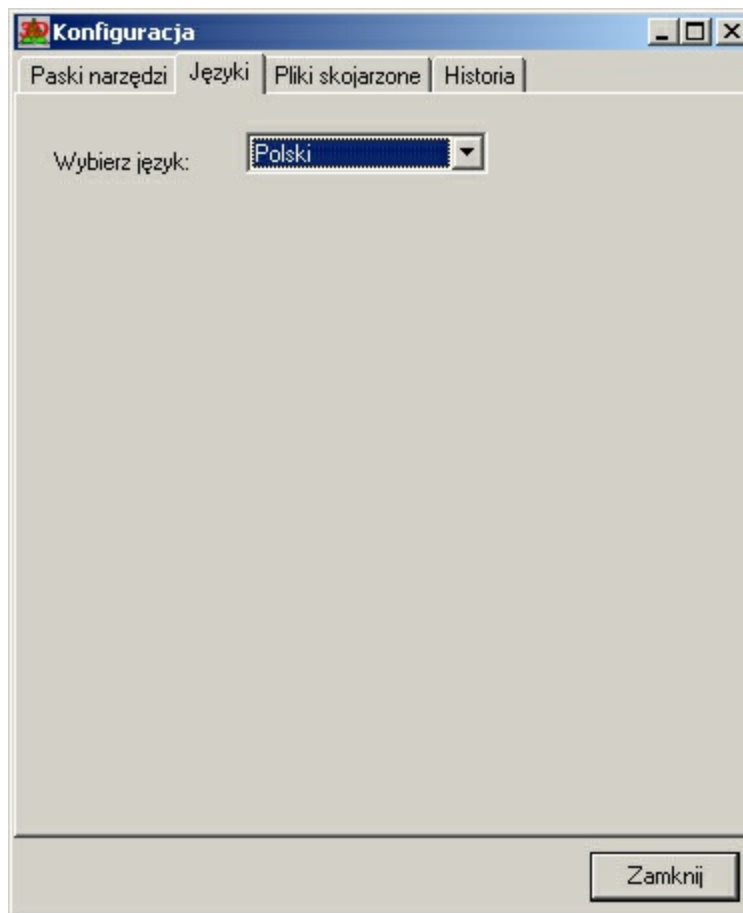 Konfiguracja
Paski narzędzi Języki Pliki skojarzone Historia
Wybierz język: Polski
Zamknij